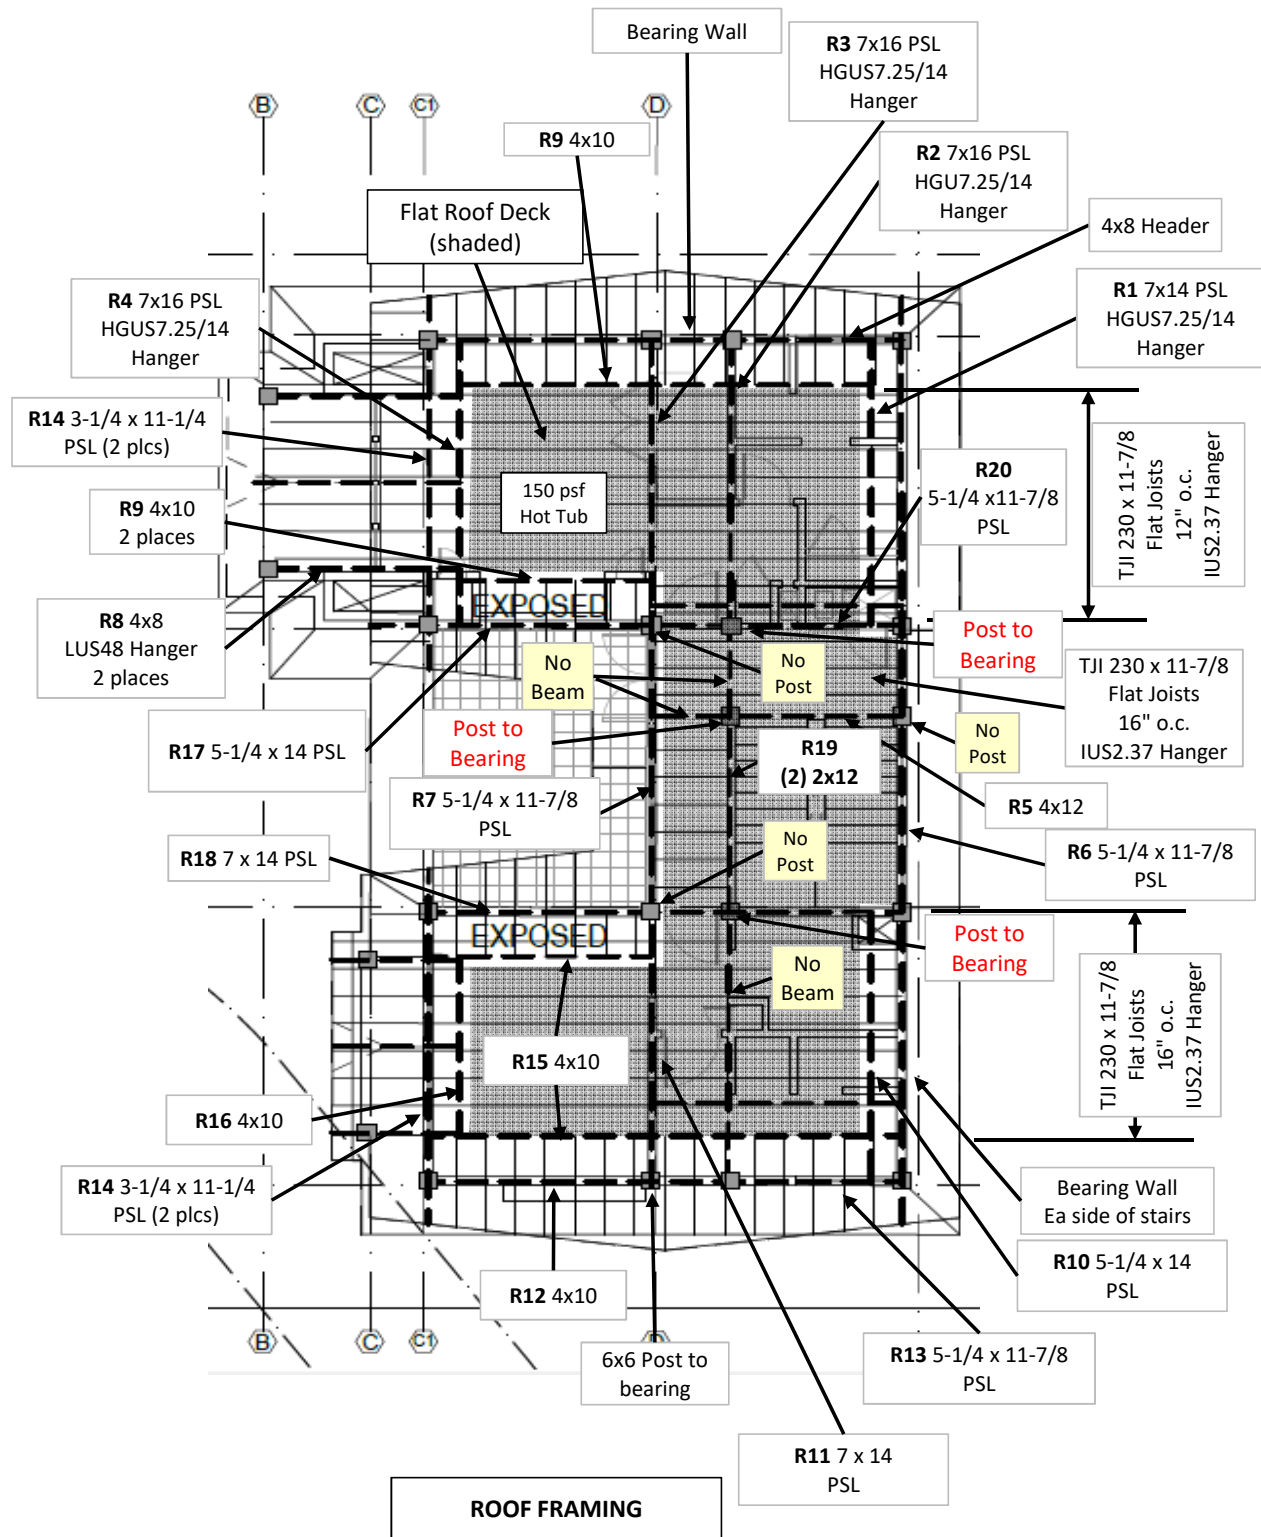 Bearing Wall
R3 7x16 PSL
HGUS7.25/14
Hanger
B
C
C1
D
R9 4x10
R2 7x16 PSL
HGU7.25/14
Hanger
Flat Roof Deck
(shaded)
4x8 Header
R4 7x16 PSL
HGUS7.25/14
Hanger
R1 7x14 PSL
HGUS7.25/14
Hanger
R14 3-1/4 x 11-1/4
PSL (2 plcs)
TJI 230 x 11-7/8
Flat Joists
12" o.c.
IUS2.37 Hanger
R20
5-1/4 x11-7/8
PSL
150 psf
Hot Tub
R9 4x10
2 places
EXPOSED
R8 4x8
LUS48 Hanger
2 places
Post to
Bearing
No
Beam
No
Post
TJI 230 x 11-7/8
Flat Joists
16" o.c.
IUS2.37 Hanger
Post to
Bearing
No
Post
R17 5-1/4 x 14 PSL
R19
(2) 2x12
R7 5-1/4 x 11-7/8
PSL
R5 4x12
No
Post
R6 5-1/4 x 11-7/8
PSL
R18 7 x 14 PSL
EXPOSED
Post to
Bearing
No
Beam
TJI 230 x 11-7/8
Flat Joists
16" o.c.
IUS2.37 Hanger
R15 4x10
R16 4x10
R14 3-1/4 x 11-1/4
PSL (2 plcs)
Bearing Wall
Ea side of stairs
R10 5-1/4 x 14
PSL
R12 4x10
B
C
C1
D
6x6 Post to
bearing
R13 5-1/4 x 11-7/8
PSL
R11 7 x 14
PSL
ROOF FRAMING